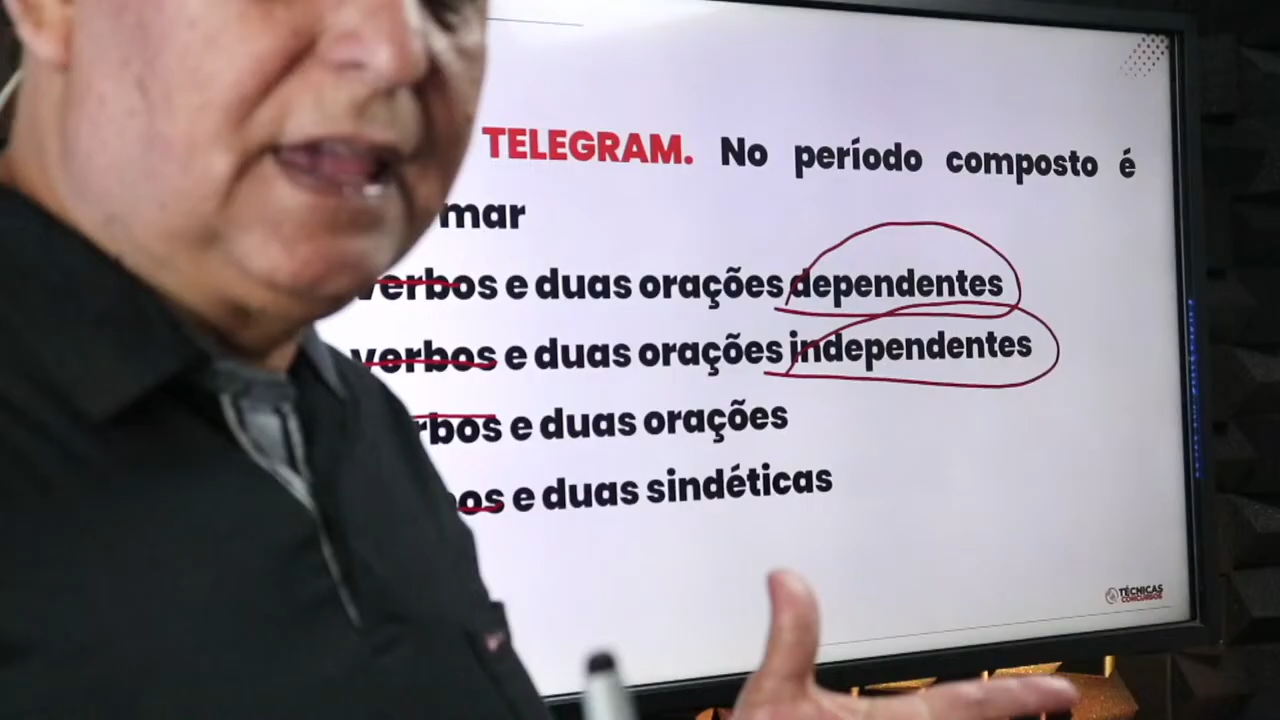 TELEGRAM. No período composto é
mar
verbos e duas orações dependentes
verbos e duas orações independentes
rbos e duas orações
os e duas sindéticas
TÉCNICAS
CONCURSOS